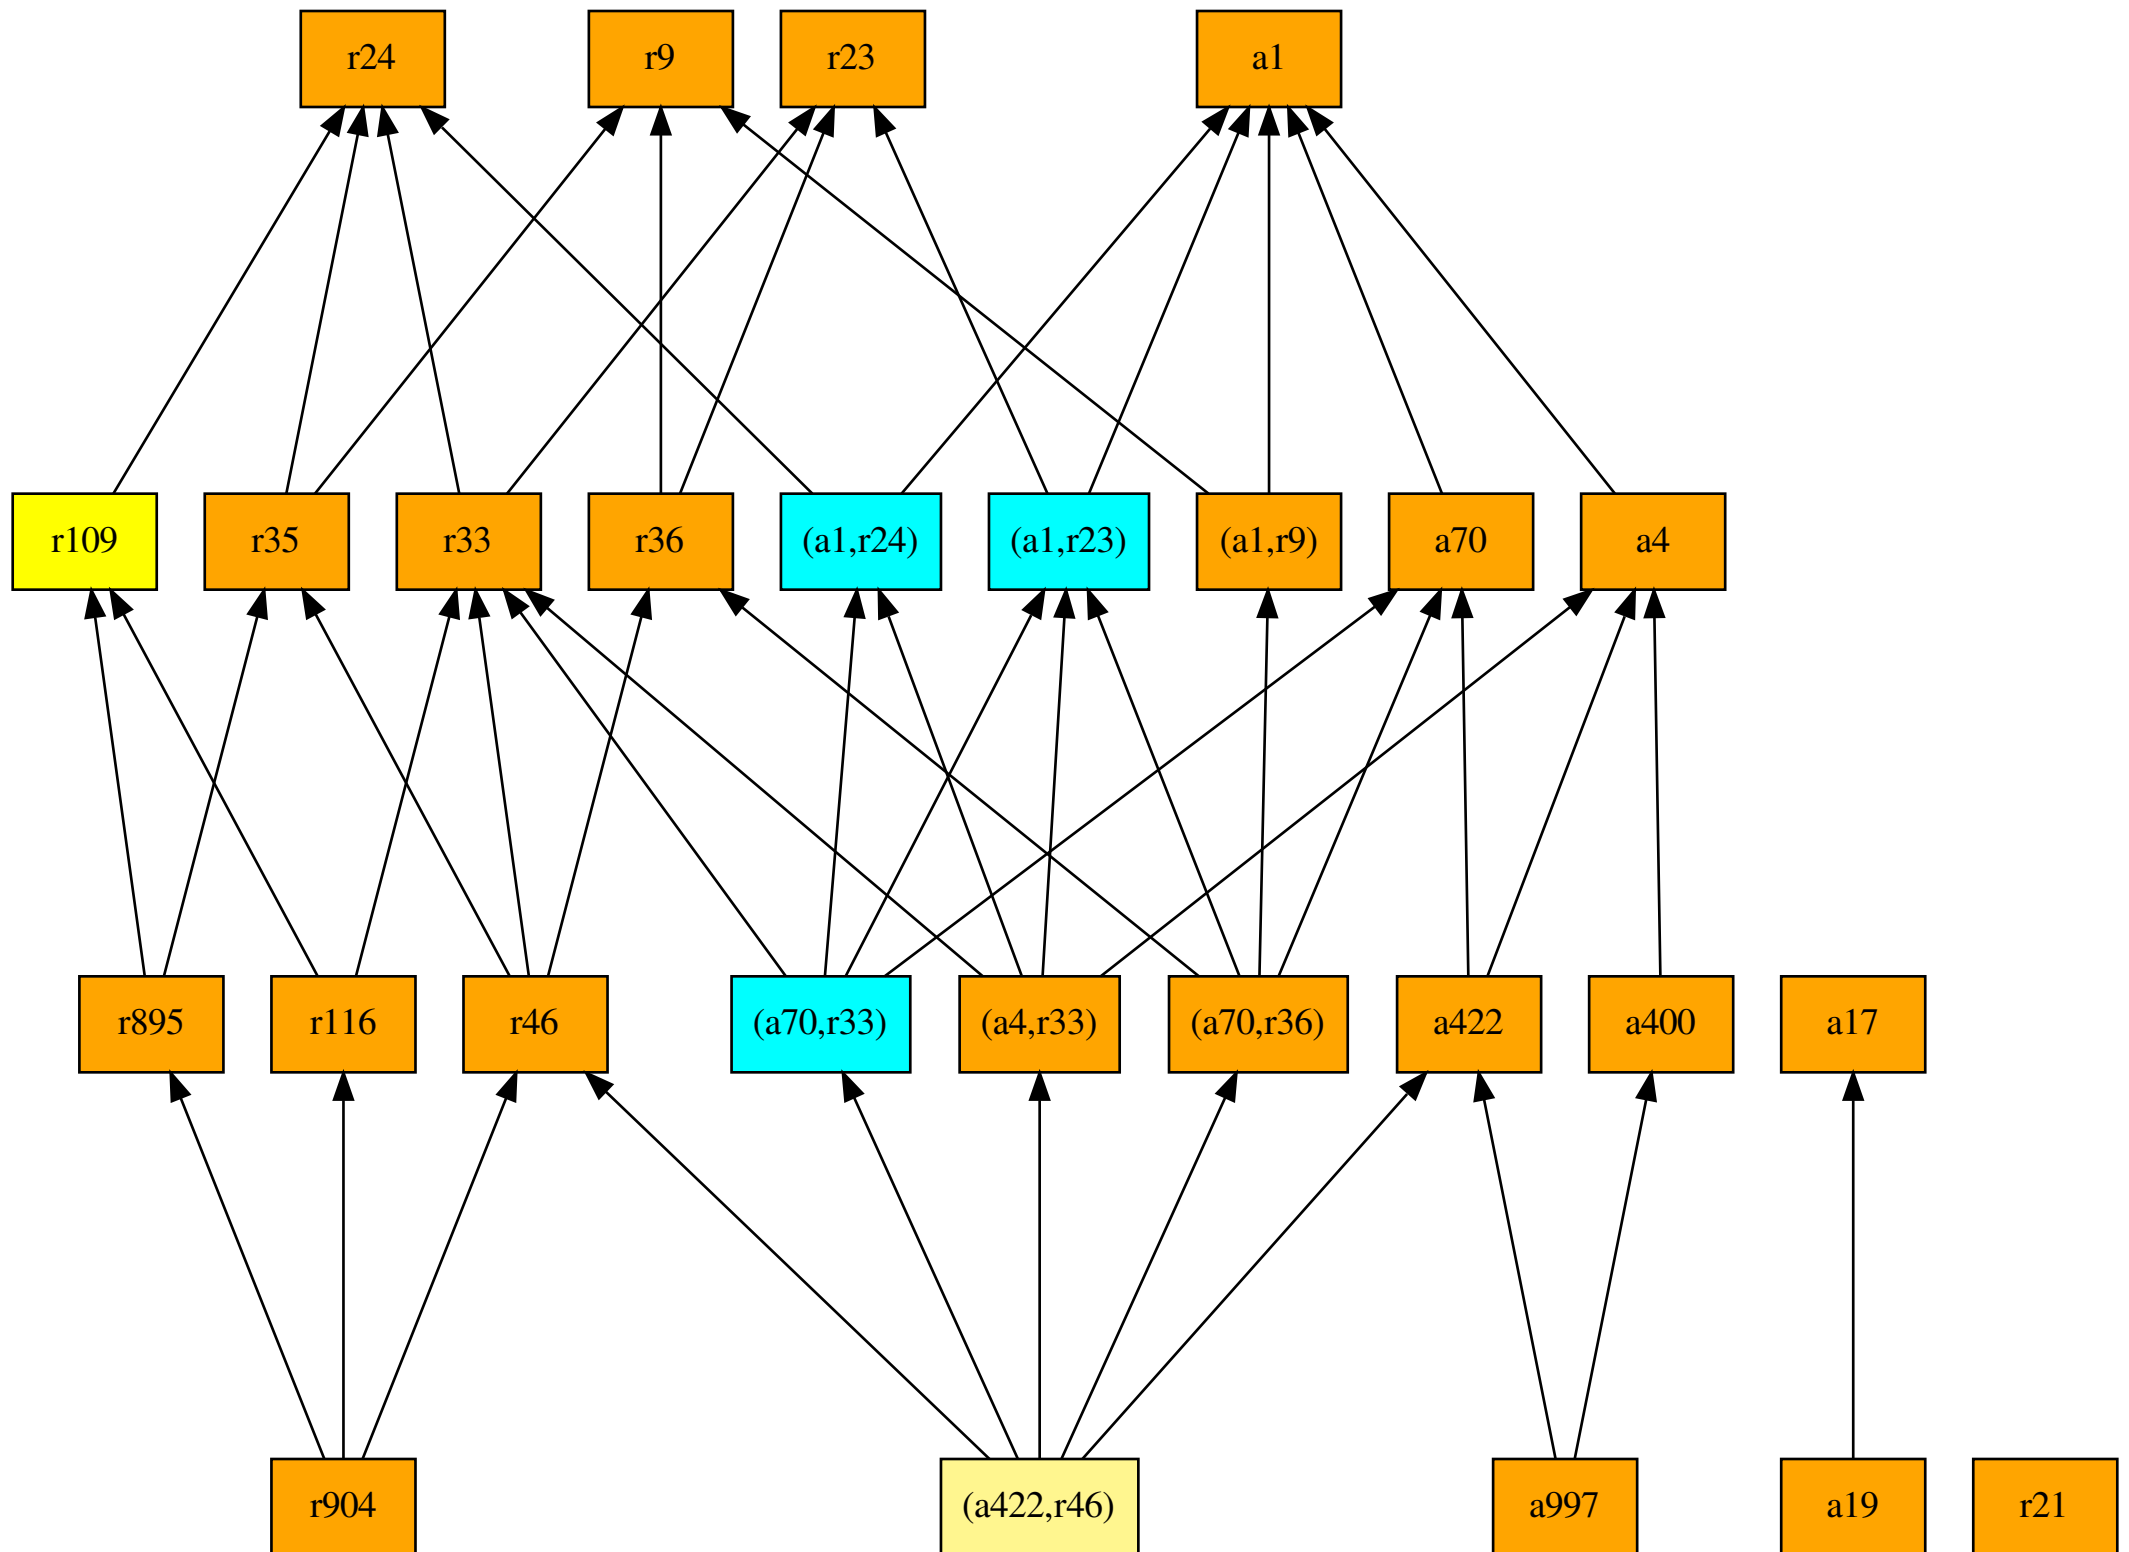 r24
r9
r23
a1
r109
r35
r33
r36
(a1,r24)
(a1,r23)
(a1,r9)
a70
a4
r895
r116
r46
(a70,r33)
(a4,r33)
(a70,r36)
a422
a400
a17
r904
(a422,r46)
a997
a19
r21